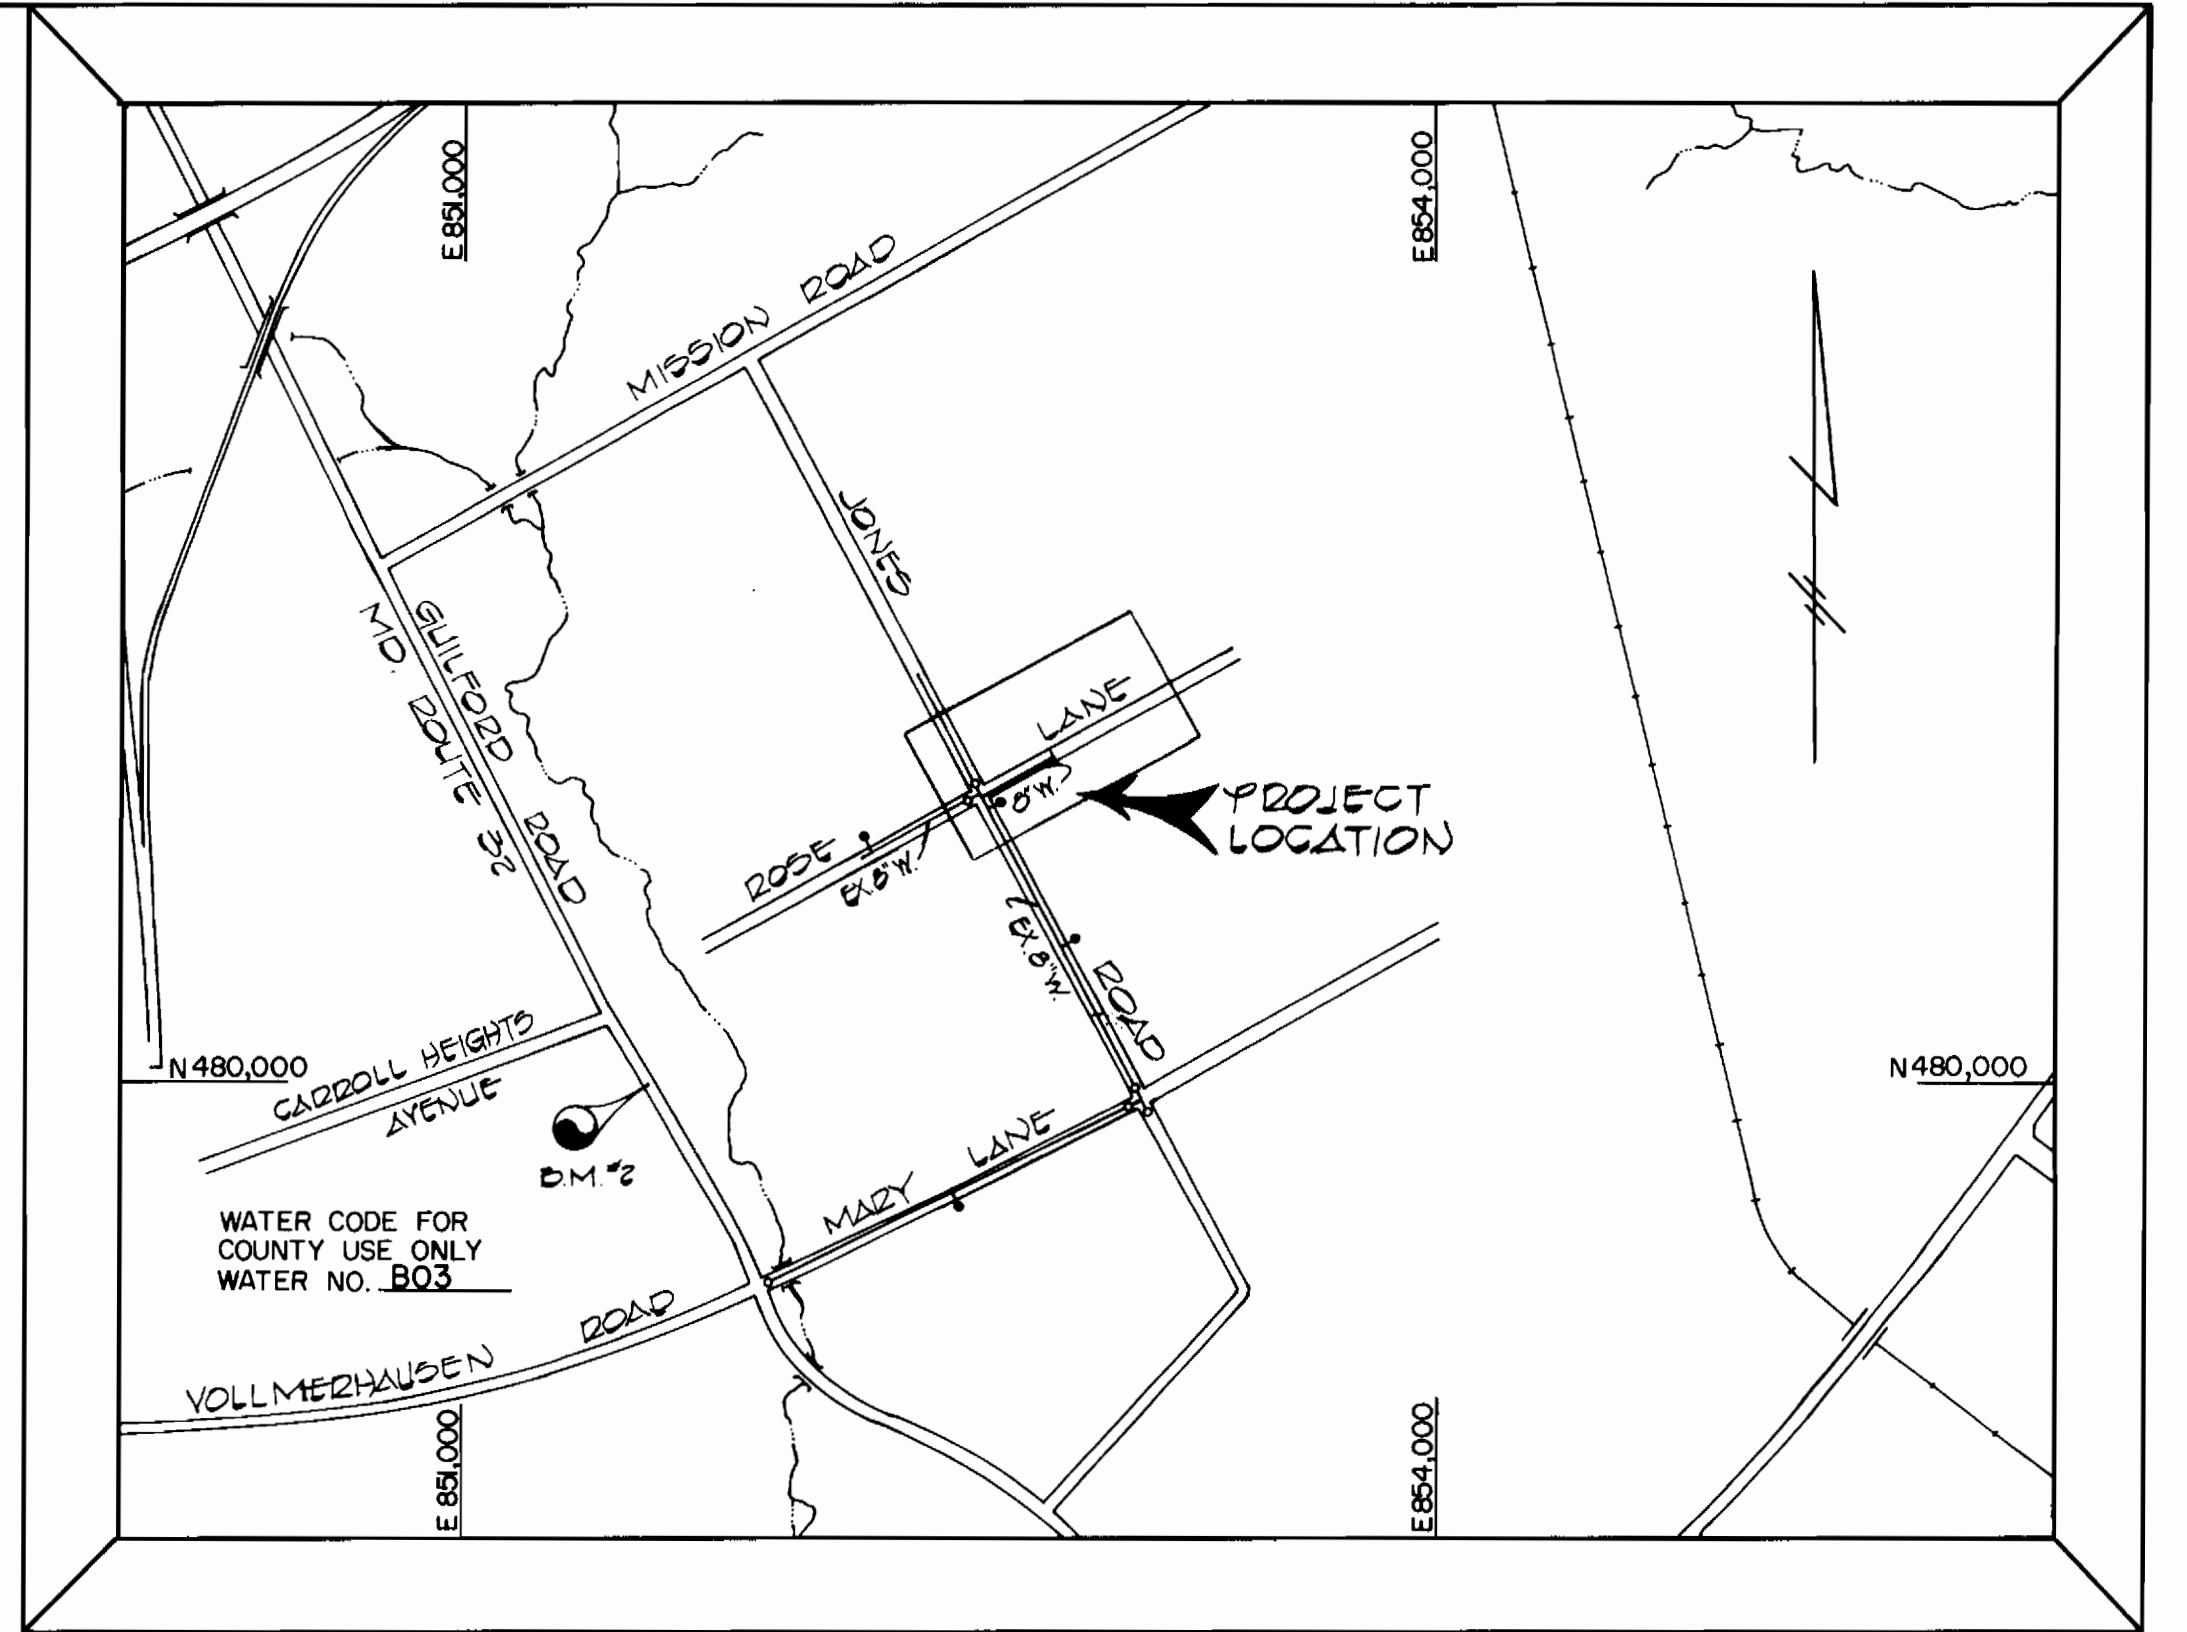 E 851,000
E 854,000
MISSION ROAD
JONES
ROAD
GUILFORD ROAD
MD. ROUTE 32
ROSE LANE
8"W.
EX. 8"W.
EX. 8"W.
PROJECT
LOCATION
N 480,000
N 480,000
CARROLL HEIGHTS
AVENUE
B.M. #2
MARY LANE
WATER CODE FOR
COUNTY USE ONLY
WATER NO. B03
VOLLMERHAUSEN ROAD
E 851,000
E 854,000